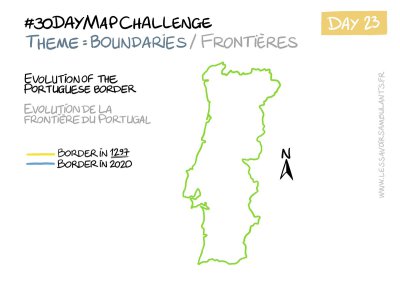 #30DAYMAPCHALLENGE
DAY 23
THEME = BOUNDARIES / FRONTIÈRES
EVOLUTION OF THE
PORTUGUESE BORDER
EVOLUTION DE LA
FRONTIÈRE DU PORTUGAL
BORDER IN 1297
BORDER IN 2020
N
WWW.LESSAVOIRSAMBULANTS.FR